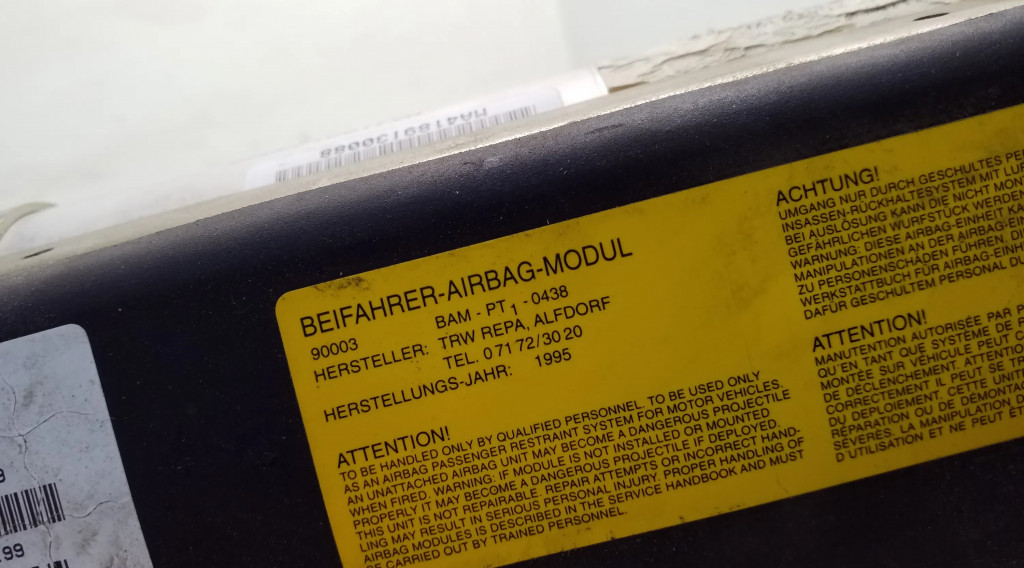 MA4189130088
BEIFAHRER-AIRBAG-MODUL
90003
BAM - PT 1 - 0438
HERSTELLER: TRW REPA, ALFDORF
TEL. 0 71 72/30 20
HERSTELLUNGS-JAHR: 1995
ATTENTION!
TO BE HANDLED ONLY BY QUALIFIED PERSONNEL. TO BE USED ONLY
AS AN AIRBAG PASSENGER RESTRAINT SYSTEM FOR MOTOR VEHICLES.
AN UNATTACHED AIRBAG UNIT MAY BECOME A DANGEROUS PROJECTILE
WHEN FIRED. WARNING: IF MODULE IS NOT INSTALLED OR MOUNTED
PROPERLY IT MAY BECOME A DANGEROUS PROJECTILE IF DEPLOYED.
THIS UNIT IS NOT REPAIRABLE. REPAIR ATTEMPTS OR INCORRECT HAND-
LING MAY RESULT IN SERIOUS PERSONAL INJURY. PROPER HANDLING OF
AIRBAG MODULES IS DESCRIBED IN THE SERVICE HANDBOOK AND MUST
BE CARRIED OUT BY TRAINED PERSONNEL.
ACHTUNG!
UMGANG NUR DURCH GESCHULTES
INSASSEN-RÜCKHALTESYSTEM MIT
BEI AUSLÖSUNG KANN DIE NICHT
GEFÄHRLICHEN WURFSTÜCK
WARNUNG DIESE AIRBAG-EINHEIT
MANIPULATIONEN AN DER
ZU PERSONENSCHÄDEN FÜHREN.
WERKSTATTBUCH FÜR
DAFÜR GESCHULTEM PERSONAL
ATTENTION!
MANUTENTION AUTORISÉE PAR
QU'EN TANT QUE SYSTÈME DE
MONTÉE SUR VÉHICULE PEUT
DE DÉCLENCHEMENT. ATTENTION
CORRECTEMENT IL PEUT SE
DU DEPLOIEMENT. CETTE
RÉPARATION OU DE
SÉVÈRES. LA MANIPULATION
D'UTILISATION ET NE PEUT
.99